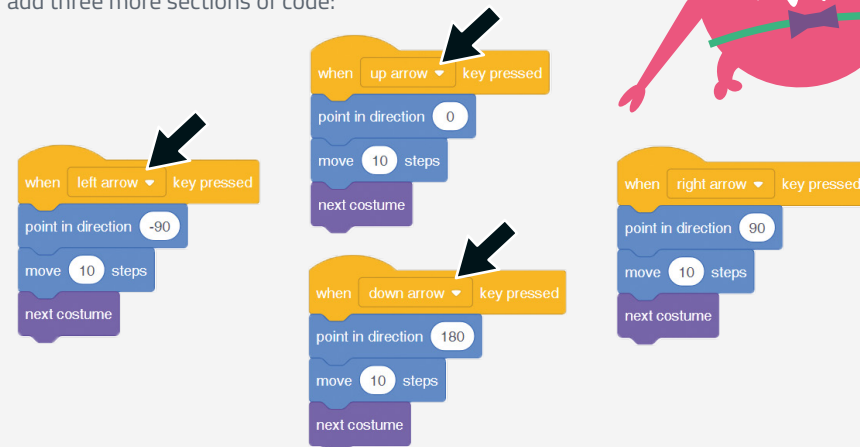 add three more sections of code:
when up arrow key pressed
point in direction 0
move 10 steps
next costume
when left arrow key pressed
point in direction -90
move 10 steps
next costume
when right arrow key pressed
point in direction 90
move 10 steps
next costume
when down arrow key pressed
point in direction 180
move 10 steps
next costume